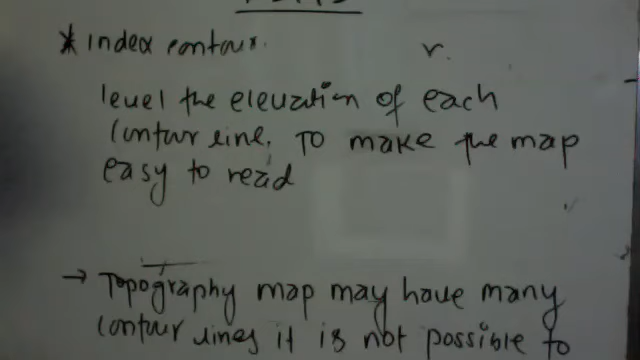 * Index contour.
r.
level the elevation of each
contour line. To make the map
easy to read
→ Topography map may have many
contour lines it is not possible to